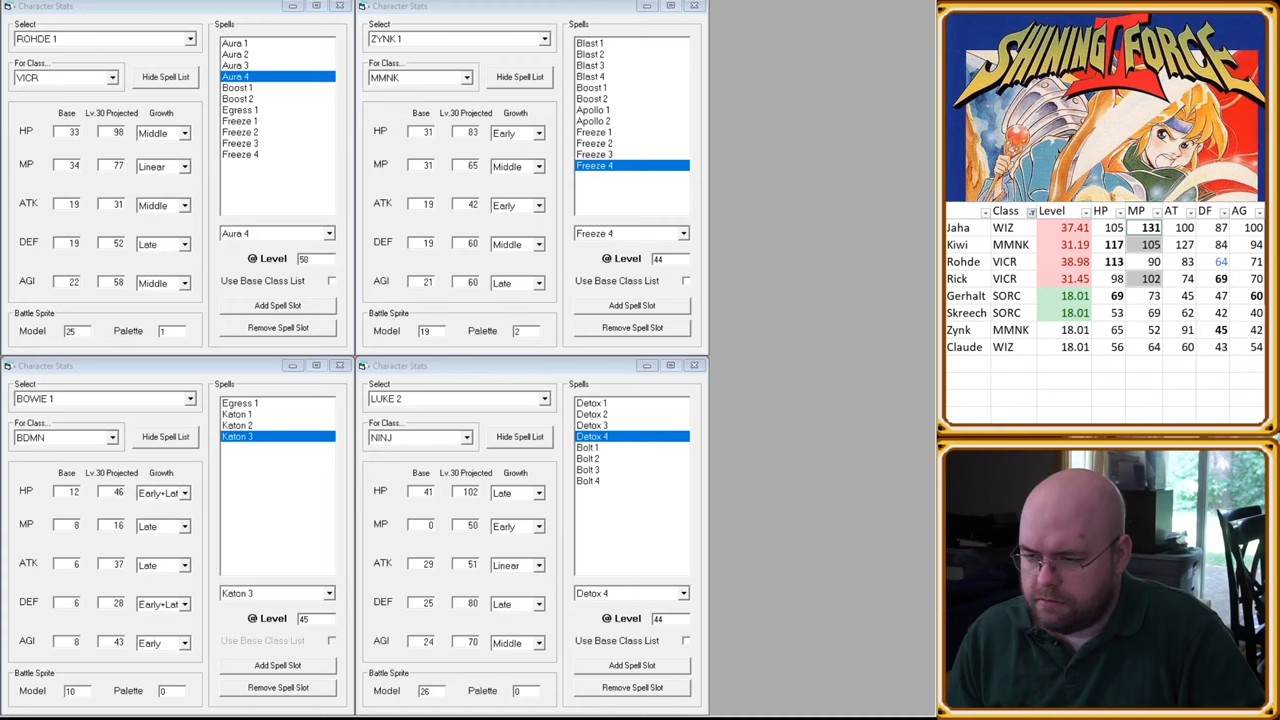 Character Stats
Select
ROHDE 1
For Class...
VICR
Hide Spell List
Base Lv.30 Projected Growth
HP 33 98 Middle
MP 34 77 Linear
ATK 19 31 Middle
DEF 19 52 Late
AGI 22 58 Middle
Battle Sprite
Model 25 Palette 1
Spells
Aura 1
Aura 2
Aura 3
Aura 4
Boost 1
Boost 2
Egress 1
Freeze 1
Freeze 2
Freeze 3
Freeze 4
Aura 4
@ Level 58
Use Base Class List
Add Spell Slot
Remove Spell Slot
Character Stats
Select
ZYNK 1
For Class...
MMNK
Hide Spell List
Base Lv.30 Projected Growth
HP 31 83 Early
MP 31 65 Middle
ATK 19 42 Early
DEF 19 60 Middle
AGI 21 60 Late
Battle Sprite
Model 19 Palette 2
Spells
Blast 1
Blast 2
Blast 3
Blast 4
Boost 1
Boost 2
Apollo 1
Apollo 2
Freeze 1
Freeze 2
Freeze 3
Freeze 4
Freeze 4
@ Level 44
Use Base Class List
Add Spell Slot
Remove Spell Slot
Character Stats
Select
BOWIE 1
For Class...
BDMN
Hide Spell List
Base Lv.30 Projected Growth
HP 12 46 Early+Lat
MP 8 16 Late
ATK 6 37 Late
DEF 6 28 Early+Lat
AGI 8 43 Early
Battle Sprite
Model 10 Palette 0
Spells
Egress 1
Katon 1
Katon 2
Katon 3
Katon 3
@ Level 45
Use Base Class List
Add Spell Slot
Remove Spell Slot
Character Stats
Select
LUKE 2
For Class...
NINJ
Hide Spell List
Base Lv.30 Projected Growth
HP 41 102 Late
MP 0 50 Early
ATK 29 51 Linear
DEF 25 80 Late
AGI 24 70 Middle
Battle Sprite
Model 26 Palette 0
Spells
Detox 1
Detox 2
Detox 3
Detox 4
Bolt 1
Bolt 2
Bolt 3
Bolt 4
Detox 4
@ Level 44
Use Base Class List
Add Spell Slot
Remove Spell Slot
SHINING FORCE
II
Class Level HP MP AT DF AG
Jaha WIZ 37.41 105 131 100 87 100
Kiwi MMNK 31.19 117 105 127 84 94
Rohde VICR 38.98 113 90 83 64 71
Rick VICR 31.45 98 102 74 69 70
Gerhalt SORC 18.01 69 73 45 47 60
Skreech SORC 18.01 53 69 62 42 40
Zynk MMNK 18.01 65 52 91 45 42
Claude WIZ 18.01 56 64 60 43 54